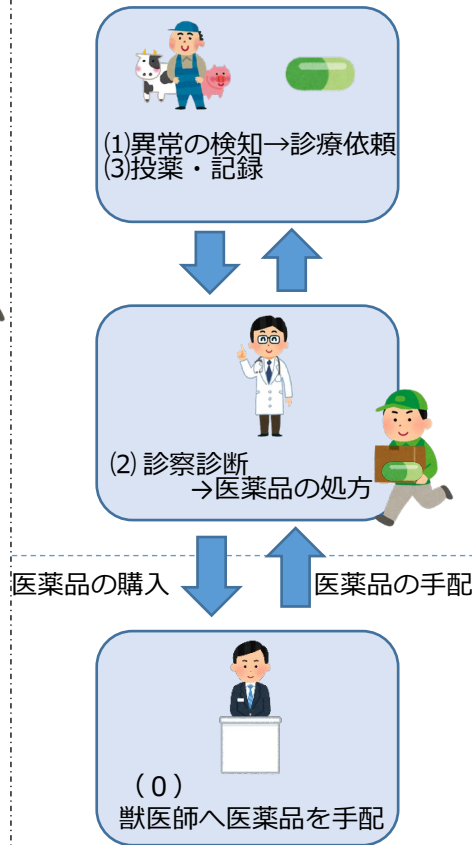 ⑴異常の検知→診療依頼
⑶投薬・記録
⑵ 診察診断
→医薬品の処方
医薬品の購入
医薬品の手配
（０）
獣医師へ医薬品を手配